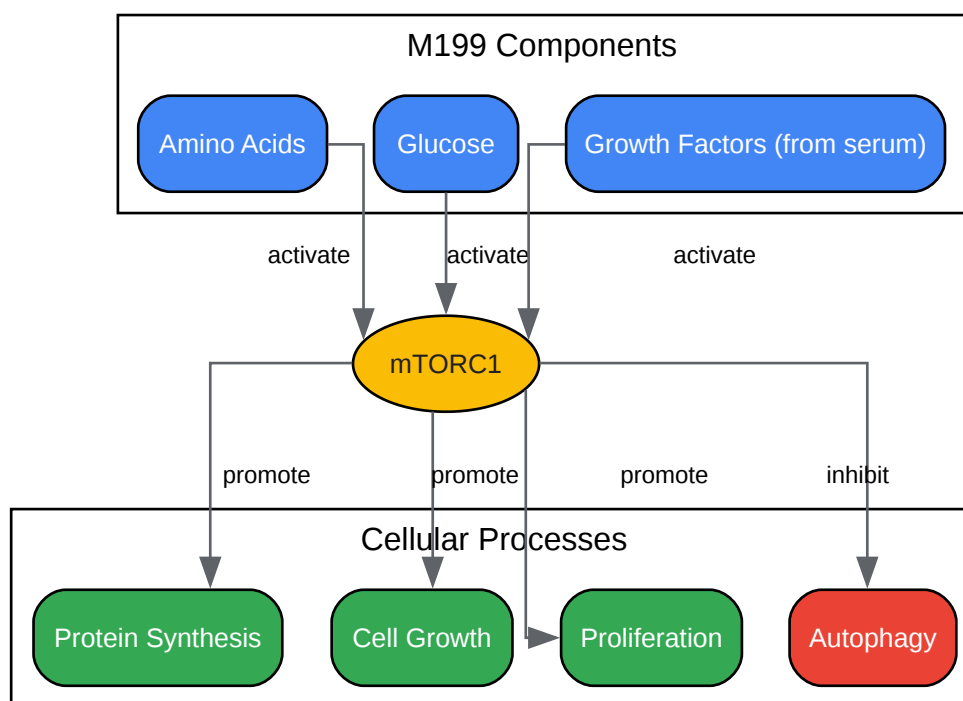 M199 Components
Amino Acids
Glucose
Growth Factors (from serum)
activate
activate
activate
mTORC1
promote
promote
promote
inhibit
Cellular Processes
Protein Synthesis
Cell Growth
Proliferation
Autophagy